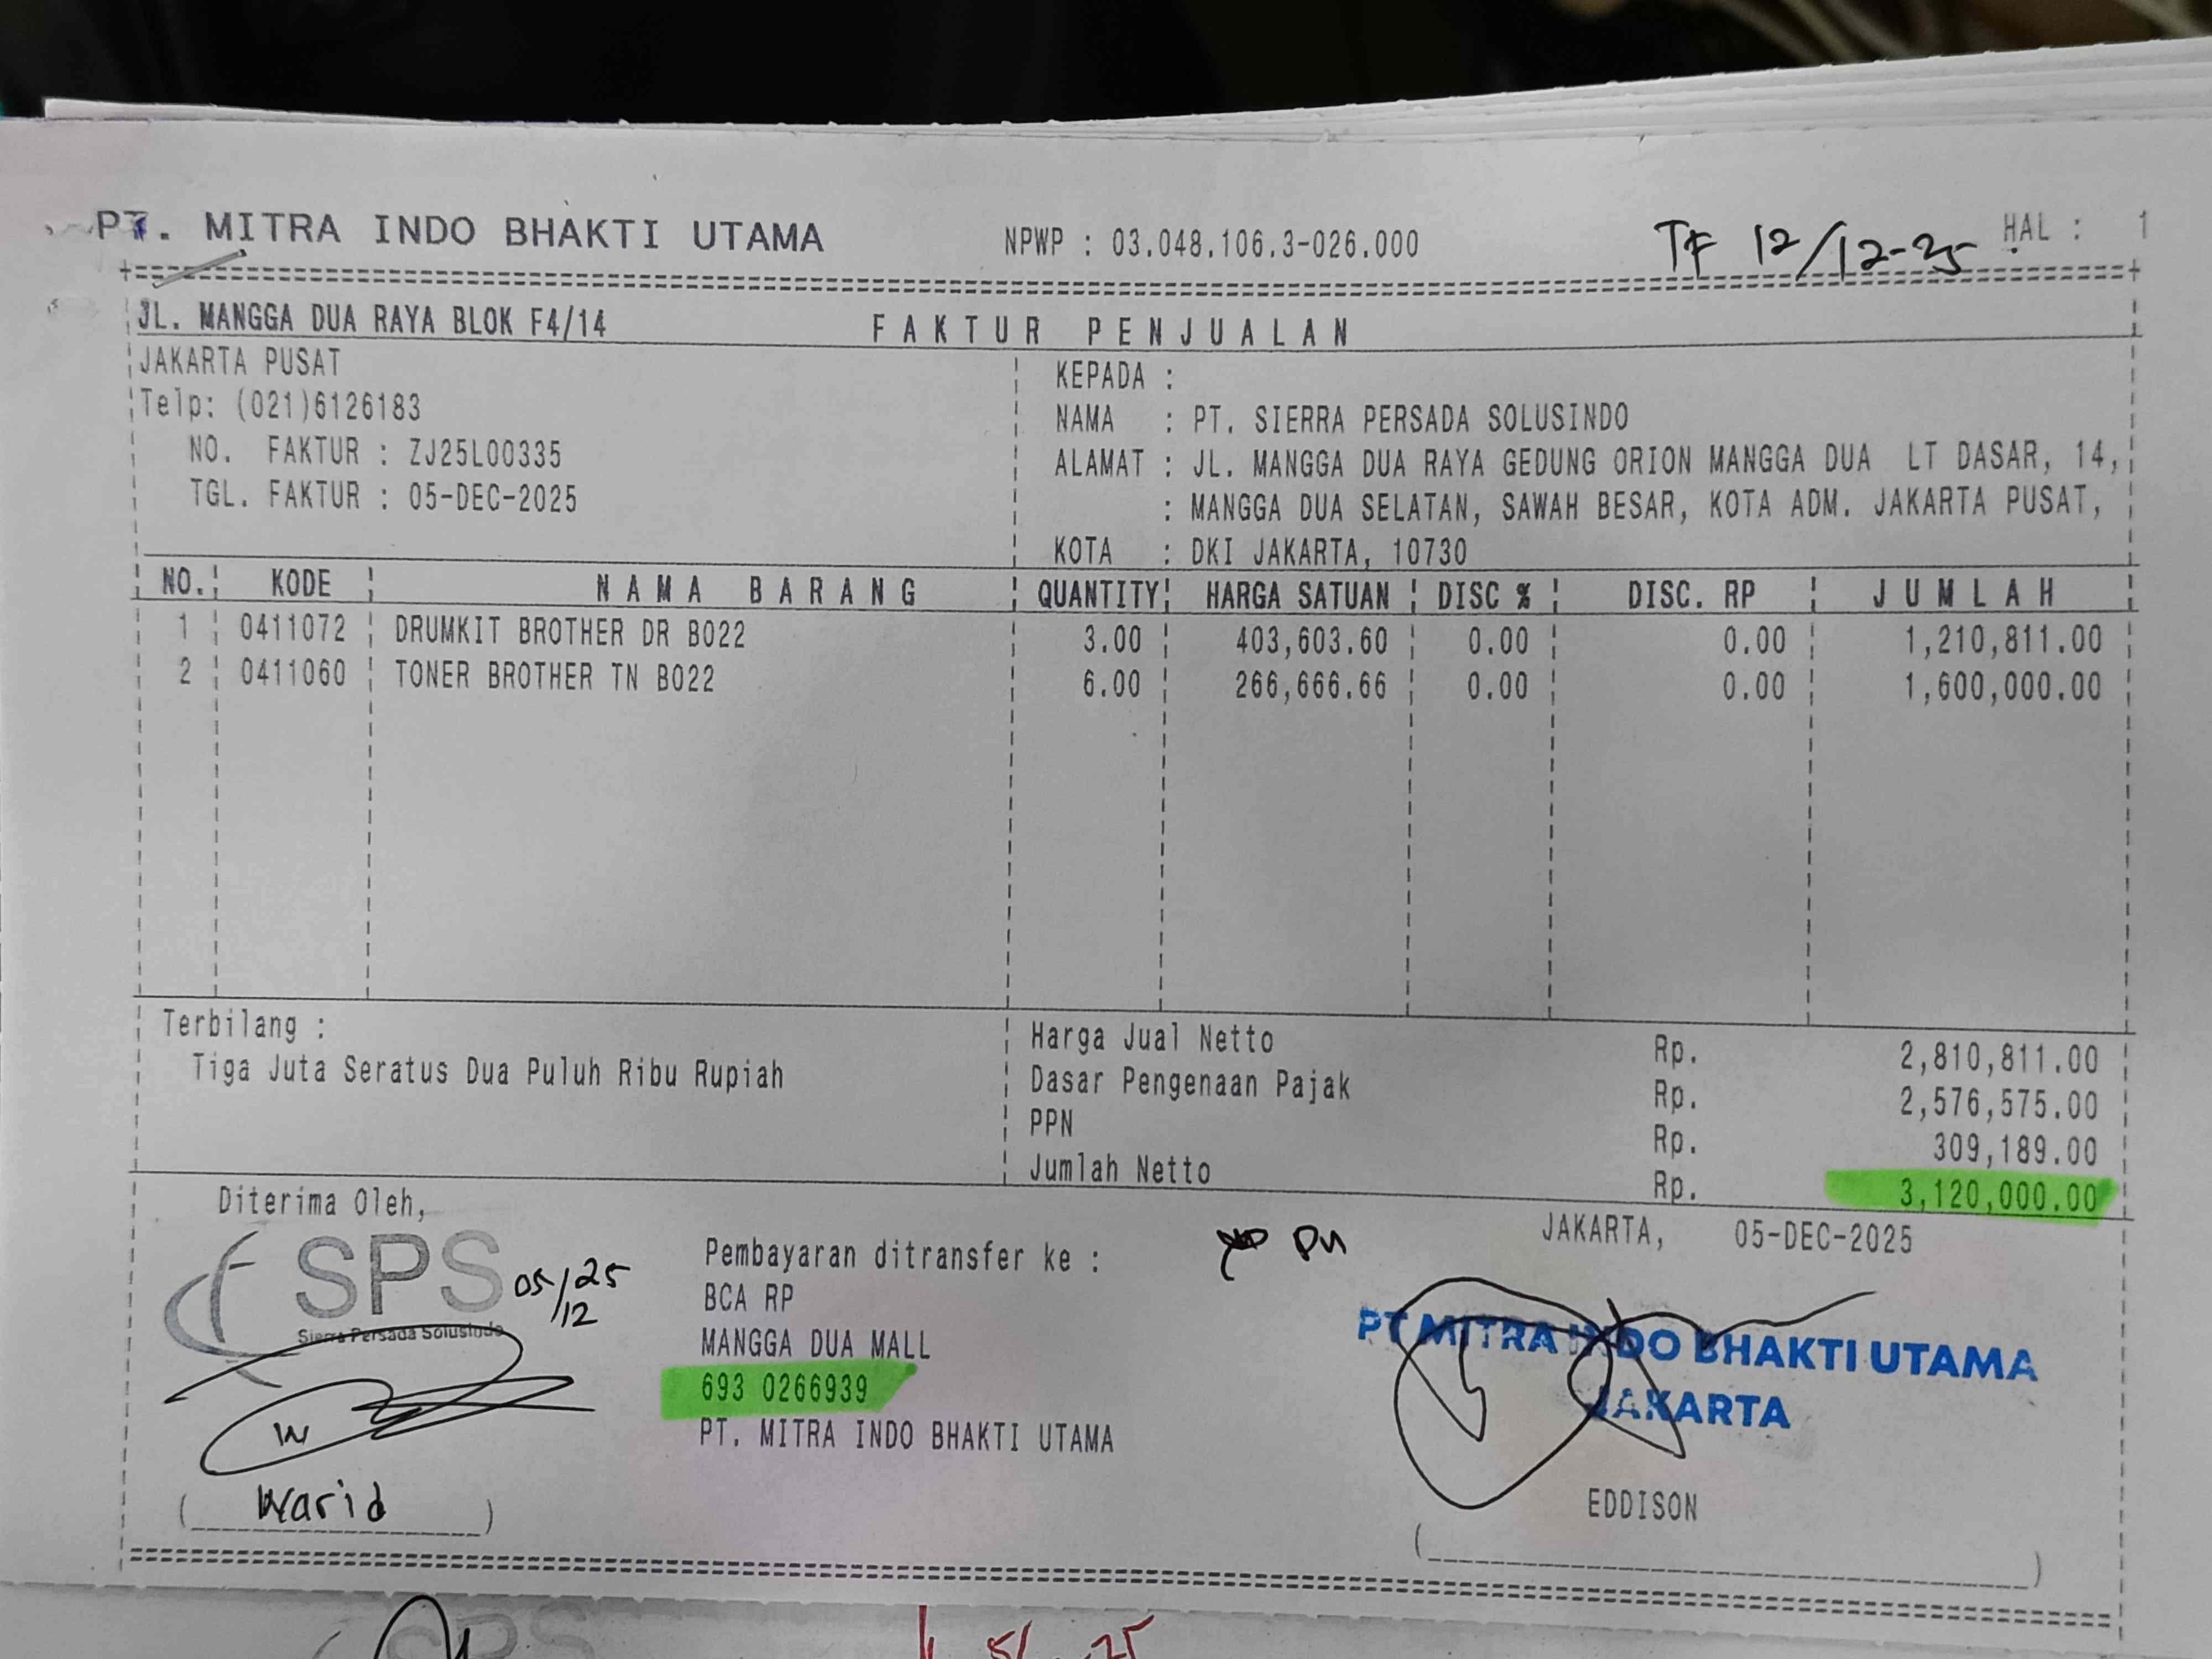 PT. MITRA INDO BHAKTI UTAMA NPWP : 03.048.106.3-026.000 TF 12/12-25 HAL : 1
JL. MANGGA DUA RAYA BLOK F4/14 FAKTUR PENJUALAN
JAKARTA PUSAT
Telp: (021)6126183
NO. FAKTUR : ZJ25L00335
TGL. FAKTUR : 05-DEC-2025
KEPADA :
NAMA : PT. SIERRA PERSADA SOLUSINDO
ALAMAT : JL. MANGGA DUA RAYA GEDUNG ORION MANGGA DUA LT DASAR, 14,
: MANGGA DUA SELATAN, SAWAH BESAR, KOTA ADM. JAKARTA PUSAT,
KOTA : DKI JAKARTA, 10730
NO. KODE NAMA BARANG QUANTITY HARGA SATUAN DISC % DISC. RP JUMLAH
1 0411072 DRUMKIT BROTHER DR B022 3.00 403,603.60 0.00 0.00 1,210,811.00
2 0411060 TONER BROTHER TN B022 6.00 266,666.66 0.00 0.00 1,600,000.00
Terbilang :
Tiga Juta Seratus Dua Puluh Ribu Rupiah
Harga Jual Netto Rp. 2,810,811.00
Dasar Pengenaan Pajak Rp. 2,576,575.00
PPN Rp. 309,189.00
Jumlah Netto Rp. 3,120,000.00
Diterima Oleh,
SPS
Sierra Persada Solusindo
05/12 25
Warid
Pembayaran ditransfer ke :
BCA RP
MANGGA DUA MALL
693 0266939
PT. MITRA INDO BHAKTI UTAMA
JAKARTA, 05-DEC-2025
PT MITRA INDO BHAKTI UTAMA
JAKARTA
EDDISON
SPS